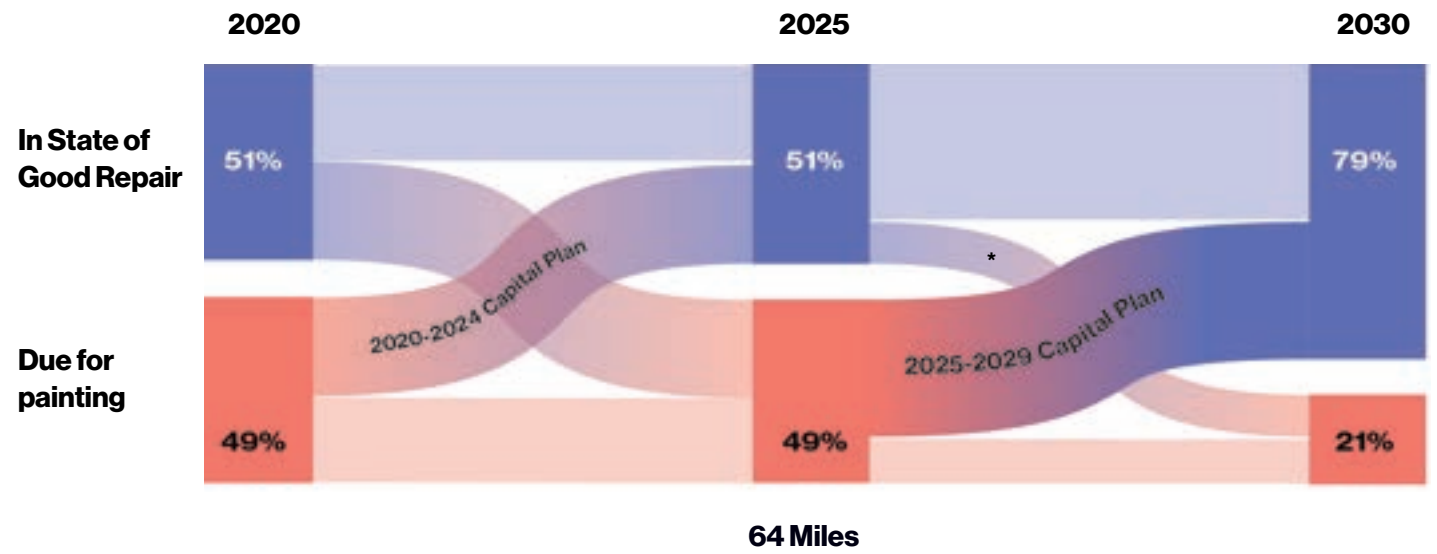 2020
2025
2030
In State of
Good Repair
51%
51%
79%
2020-2024 Capital Plan
*
2025-2029 Capital Plan
Due for
painting
49%
49%
21%
64 Miles